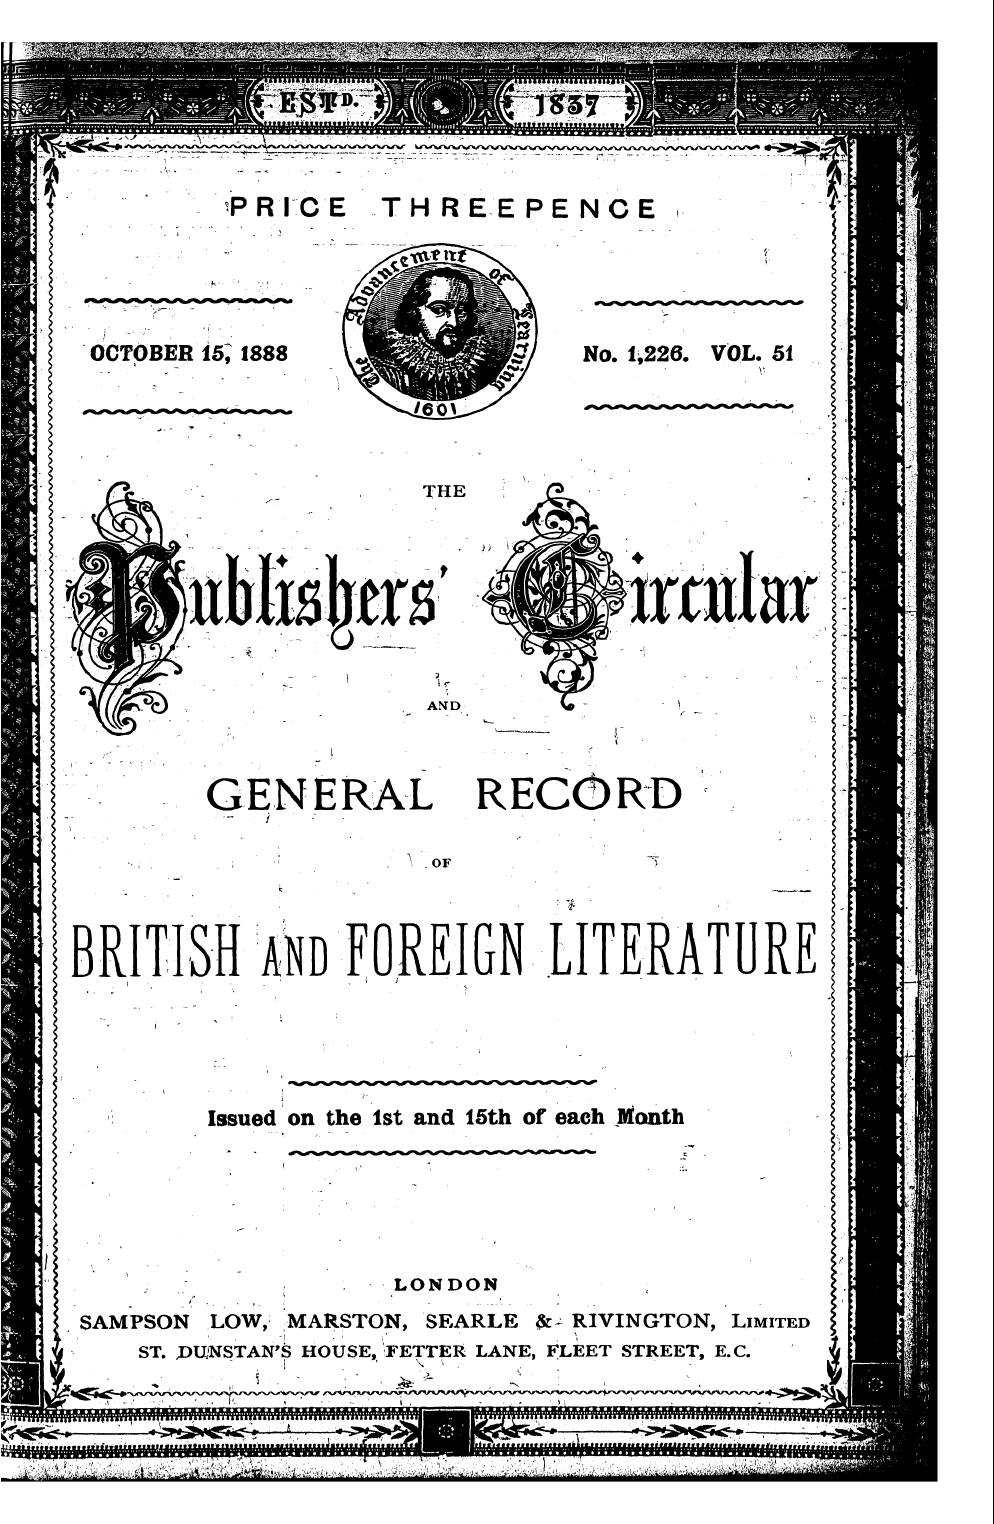 ESTD. 1837
PRICE THREEPENCE
The Advancement of Learning
1601
OCTOBER 15, 1888
No. 1,226. VOL. 51
THE
Publishers' Circular
AND
GENERAL RECORD
OF
BRITISH AND FOREIGN LITERATURE
Issued on the 1st and 15th of each Month
LONDON
SAMPSON LOW, MARSTON, SEARLE & RIVINGTON, LIMITED
ST. DUNSTAN'S HOUSE, FETTER LANE, FLEET STREET, E.C.